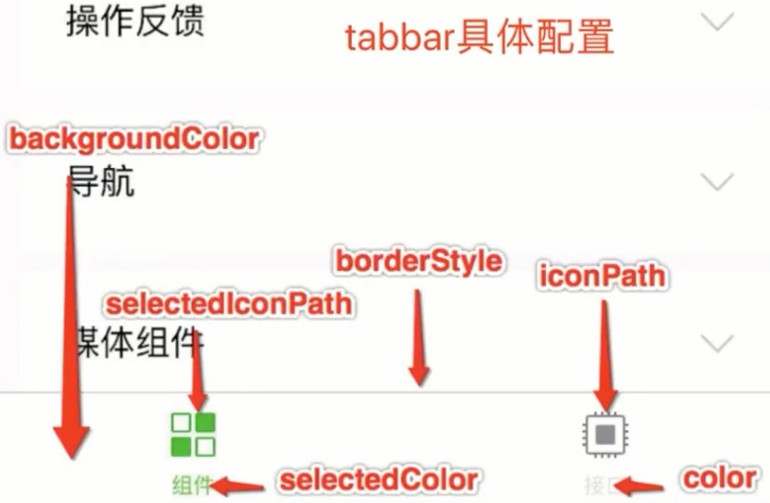 操作反馈
tabbar具体配置
backgroundColor
导航
borderStyle
iconPath
selectedIconPath
媒体组件
组件
selectedColor
接口
color